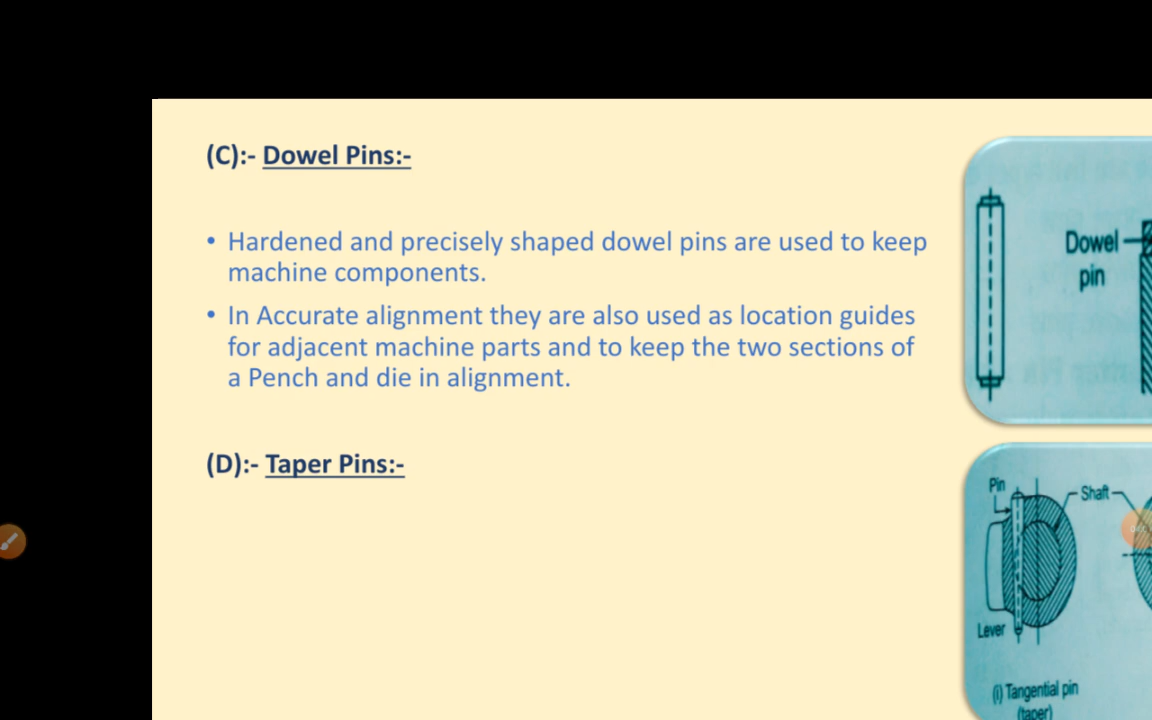 (C):- Dowel Pins:-
• Hardened and precisely shaped dowel pins are used to keep
machine components.
• In Accurate alignment they are also used as location guides
for adjacent machine parts and to keep the two sections of
a Pench and die in alignment.
(D):- Taper Pins:-
Dowel
pin
Pin
Shaft
Lever
(i) Tangential pin
(taper)